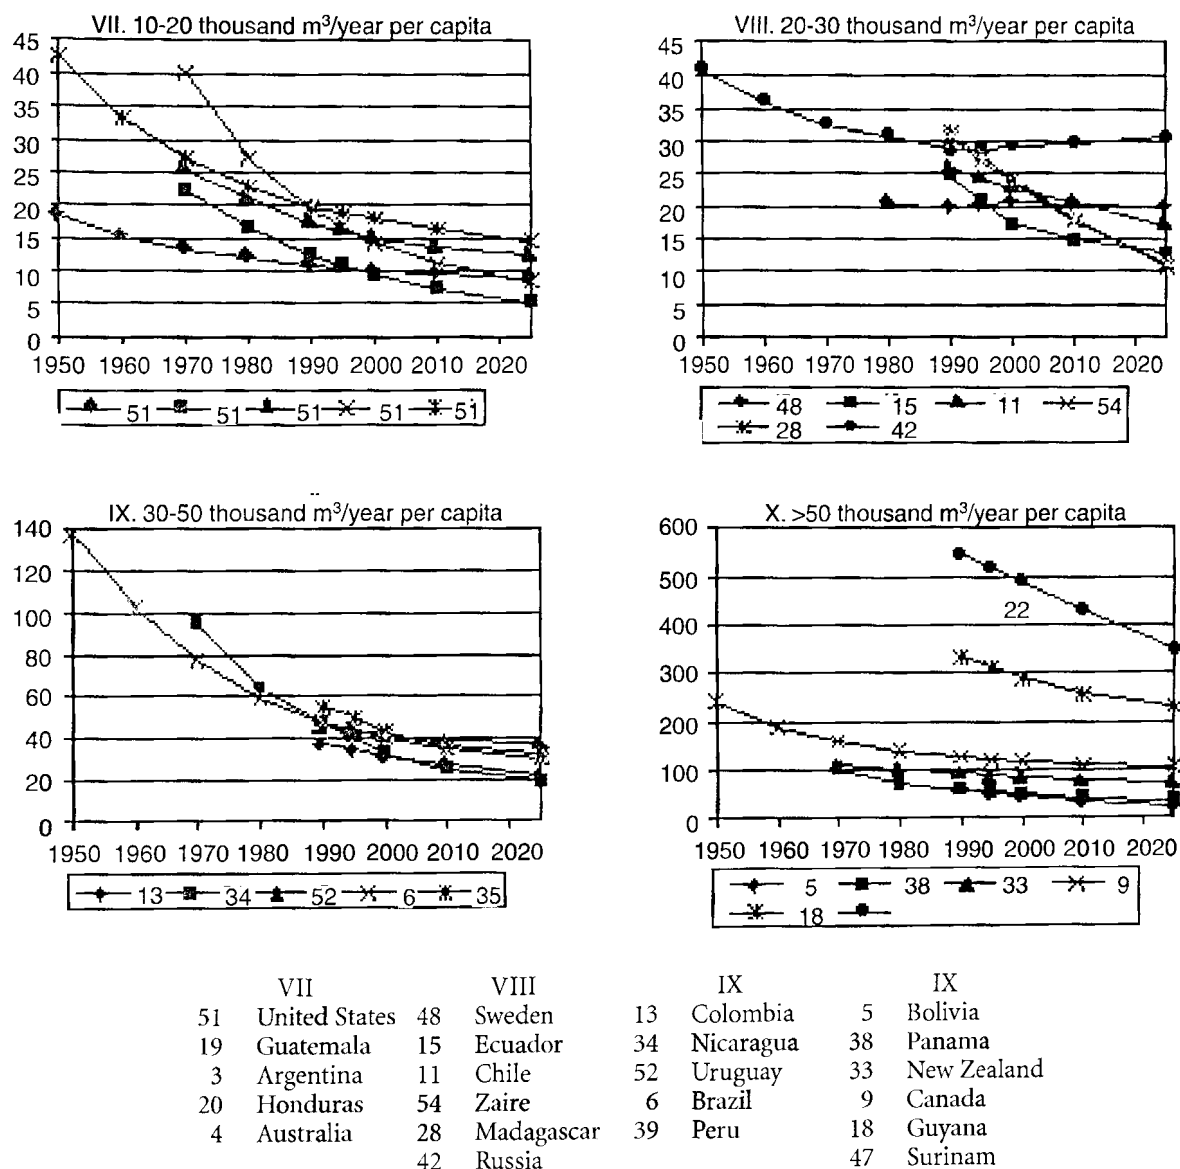 VII. 10-20 thousand m³/year per capita
45
40
35
30
25
20
15
10
5
0
1950 1960 1970 1980 1990 2000 2010 2020
51 51 51 51 51
VIII. 20-30 thousand m³/year per capita
45
40
35
30
25
20
15
10
5
0
1950 1960 1970 1980 1990 2000 2010 2020
48 15 11 54
28 42
IX. 30-50 thousand m³/year per capita
140
120
100
80
60
40
20
0
1950 1960 1970 1980 1990 2000 2010 2020
13 34 52 6 35
X. >50 thousand m³/year per capita
600
500
400
300
200
100
0
22
1950 1960 1970 1980 1990 2000 2010 2020
5 38 33 9
18
VII VIII IX IX
51 United States 48 Sweden 13 Colombia 5 Bolivia
19 Guatemala 15 Ecuador 34 Nicaragua 38 Panama
3 Argentina 11 Chile 52 Uruguay 33 New Zealand
20 Honduras 54 Zaire 6 Brazil 9 Canada
4 Australia 28 Madagascar 39 Peru 18 Guyana
42 Russia 47 Surinam